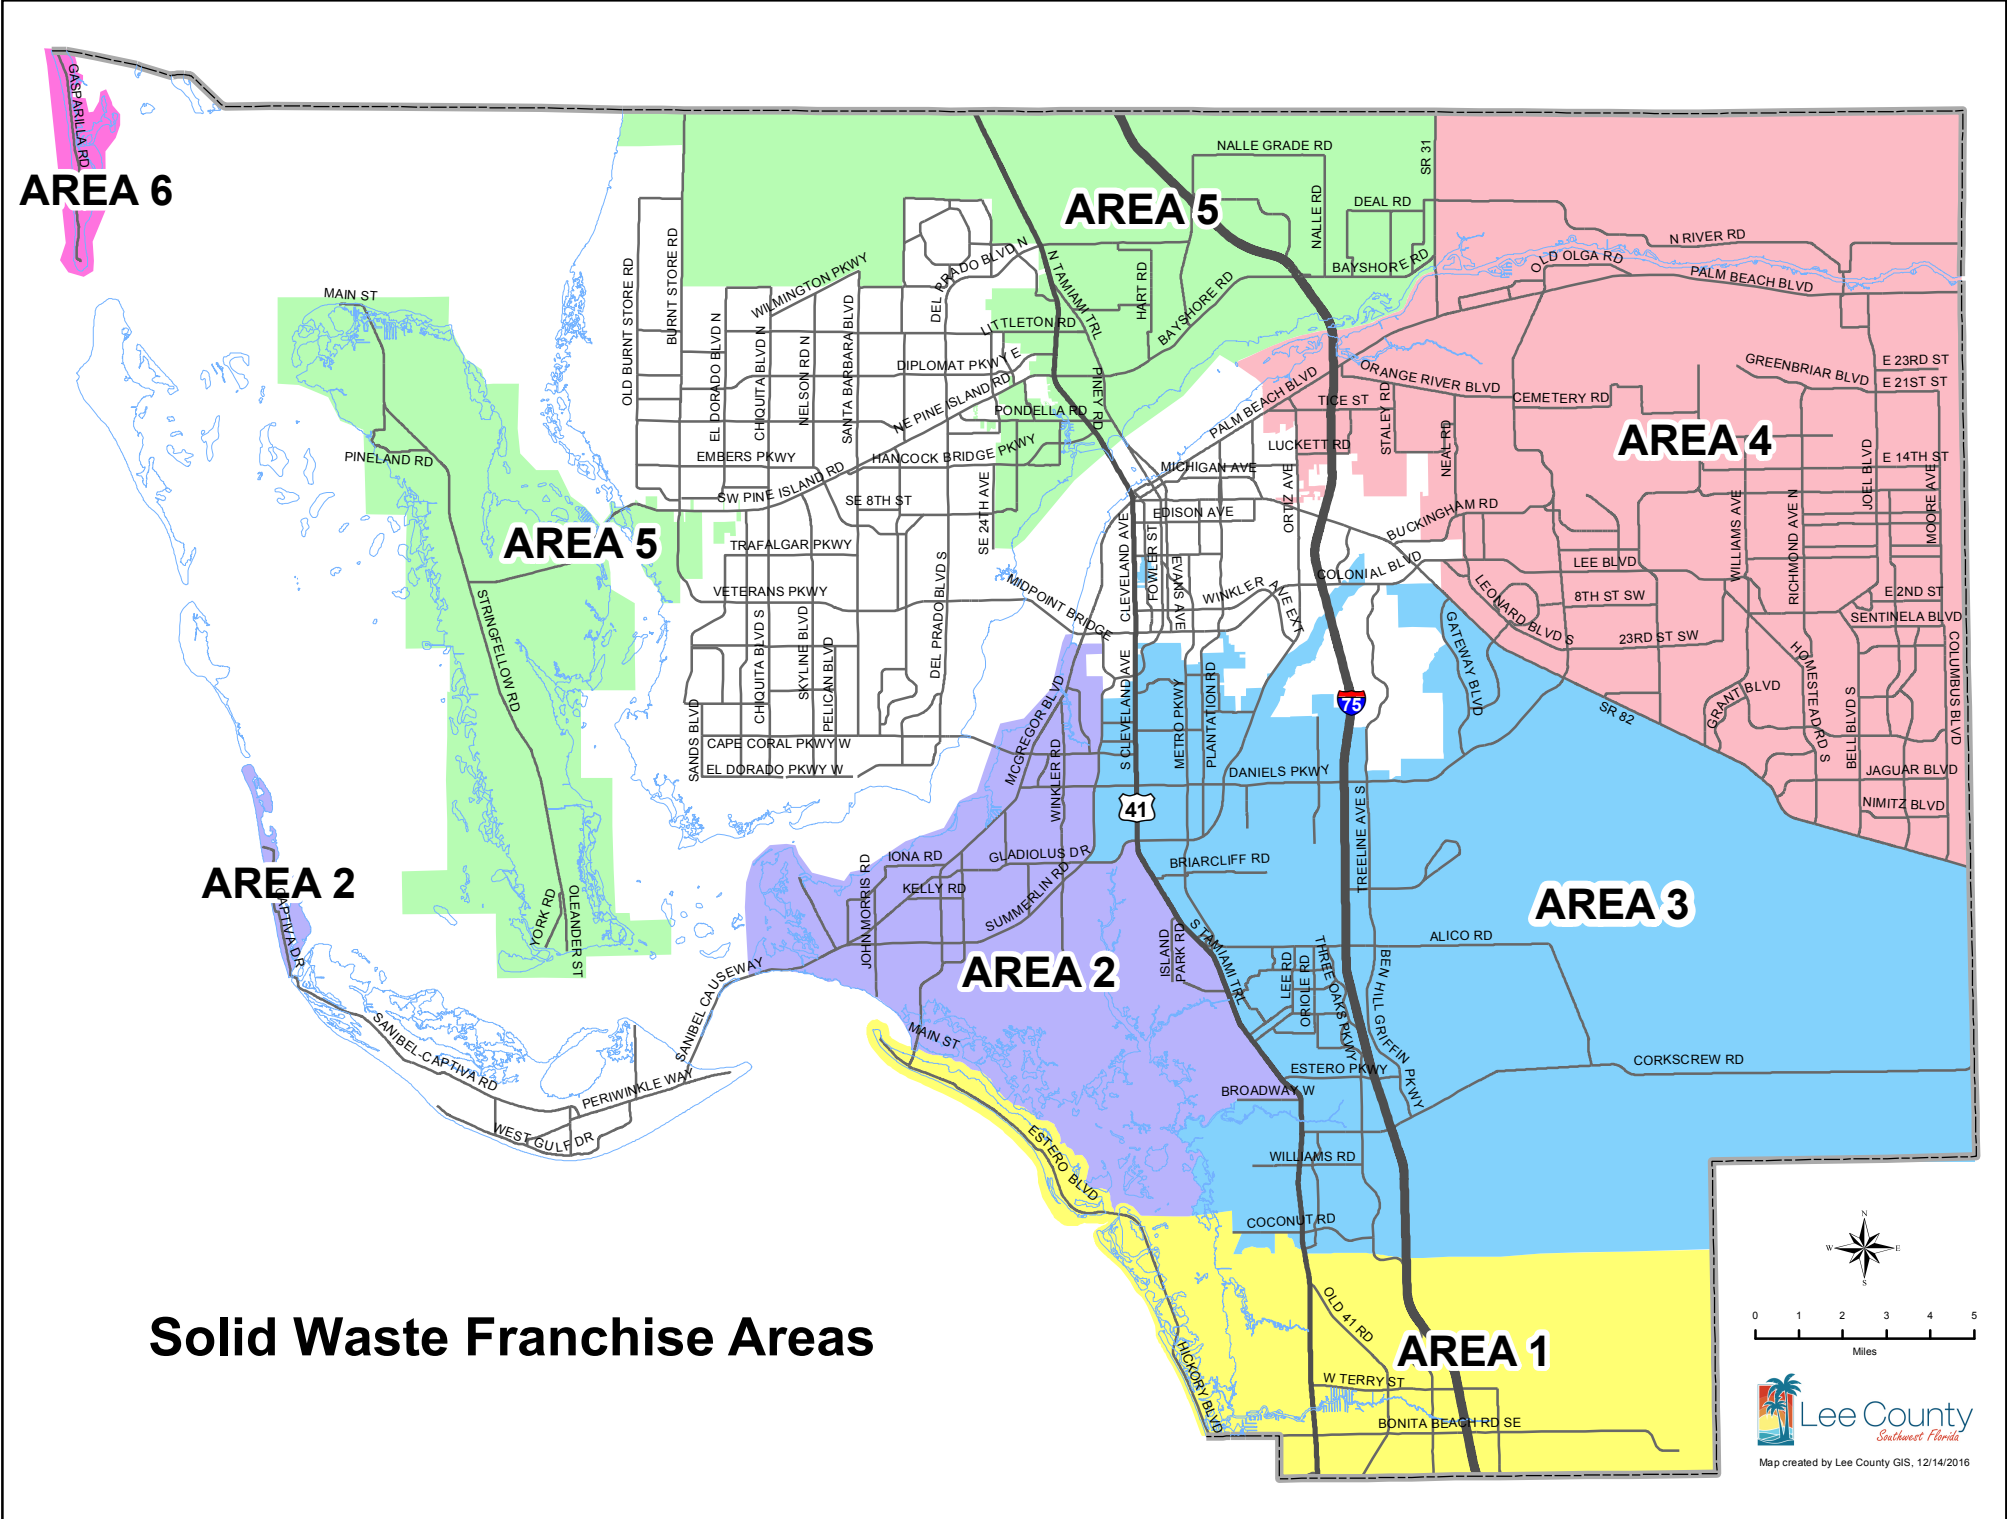 GASPARILLA RD
AREA 6
NALLE GRADE RD
SR 31
AREA 5
NALLE RD
DEAL RD
N RIVER RD
OLD BURNT STORE RD
BURNT STORE RD
WILMINGTON PKWY
DEL PRADO BLVD N
N TAMIAMI TRL
HART RD
BAYSHORE RD
BAYSHORE RD
OLD OLGA RD
PALM BEACH BLVD
MAIN ST
EL DORADO BLVD N
CHIQUITA BLVD N
NELSON RD N
SANTA BARBARA BLVD
LITTLETON RD
DIPLOMAT PKWY E
NE PINE ISLAND RD
PONDELLA RD
PINEY RD
PALM BEACH BLVD
ORANGE RIVER BLVD
TICE ST
STALEY RD
CEMETERY RD
GREENBRIAR BLVD
E 23RD ST
E 21ST ST
PINELAND RD
EMBERS PKWY
HANCOCK BRIDGE PKWY
SW PINE ISLAND RD
SE 8TH ST
SE 24TH AVE
MICHIGAN AVE
LUCKETT RD
NEAL RD
AREA 4
JOEL BLVD
E 14TH ST
AREA 5
TRAFALGAR PKWY
EDISON AVE
ORTIZ AVE
BUCKINGHAM RD
WILLIAMS AVE
RICHMOND AVE N
MOORE AVE
VETERANS PKWY
DEL PRADO BLVD S
MIDPOINT BRIDGE
CLEVELAND AVE
FOWLER ST
EVANS AVE
WINKLER AVE EXT
COLONIAL BLVD
LEE BLVD
LEONARD BLVD S
8TH ST SW
E 2ND ST
SENTINELA BLVD
STRINGFELLOW RD
CHIQUITA BLVD S
SKYLINE BLVD
PELICAN BLVD
GATEWAY BLVD
23RD ST SW
HOMESTEAD RD S
COLUMBUS BLVD
SANDS BLVD
CAPE CORAL PKWY W
EL DORADO PKWY W
MCGREGOR BLVD
WINKLER RD
S CLEVELAND AVE
METRO PKWY
PLANTATION RD
75
SR 82
GRANT BLVD
BELL BLVD S
DANIELS PKWY
JAGUAR BLVD
NIMITZ BLVD
41
TREELINE AVE S
AREA 2
CAPTIVA DR
YORK RD
OLEANDER ST
JOHN MORRIS RD
IONA RD
GLADIOLUS DR
KELLY RD
SUMMERLIN RD
BRIARCLIFF RD
AREA 3
AREA 2
ISLAND
PARK RD
S TAMIAMI TRL
LEE RD
ORIOLE RD
THREE OAKS PKWY
BEN HILL GRIFFIN PKWY
ALICO RD
SANIBEL CAUSEWAY
SANIBEL-CAPTIVA RD
PERIWINKLE WAY
WEST GULF DR
MAIN ST
ESTERO BLVD
ESTERO PKWY
BROADWAY W
CORKSCREW RD
WILLIAMS RD
COCONUT RD
HICKORY BLVD
OLD 41 RD
AREA 1
W TERRY ST
BONITA BEACH RD SE
Solid Waste Franchise Areas
N
W E
S
0 1 2 3 4 5
Miles
Lee County
Southwest Florida
Map created by Lee County GIS, 12/14/2016